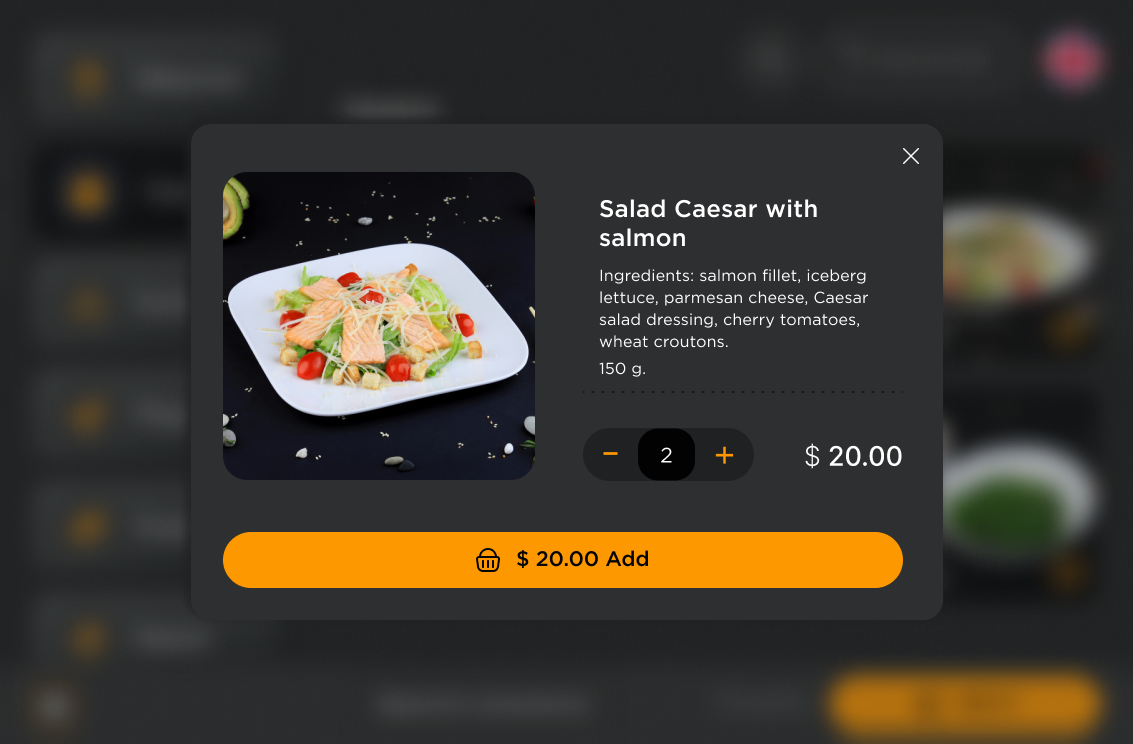 Salad Caesar with
salmon
Ingredients: salmon fillet, iceberg
lettuce, parmesan cheese, Caesar
salad dressing, cherry tomatoes,
wheat croutons.
150 g.
2
$ 20.00
$ 20.00 Add